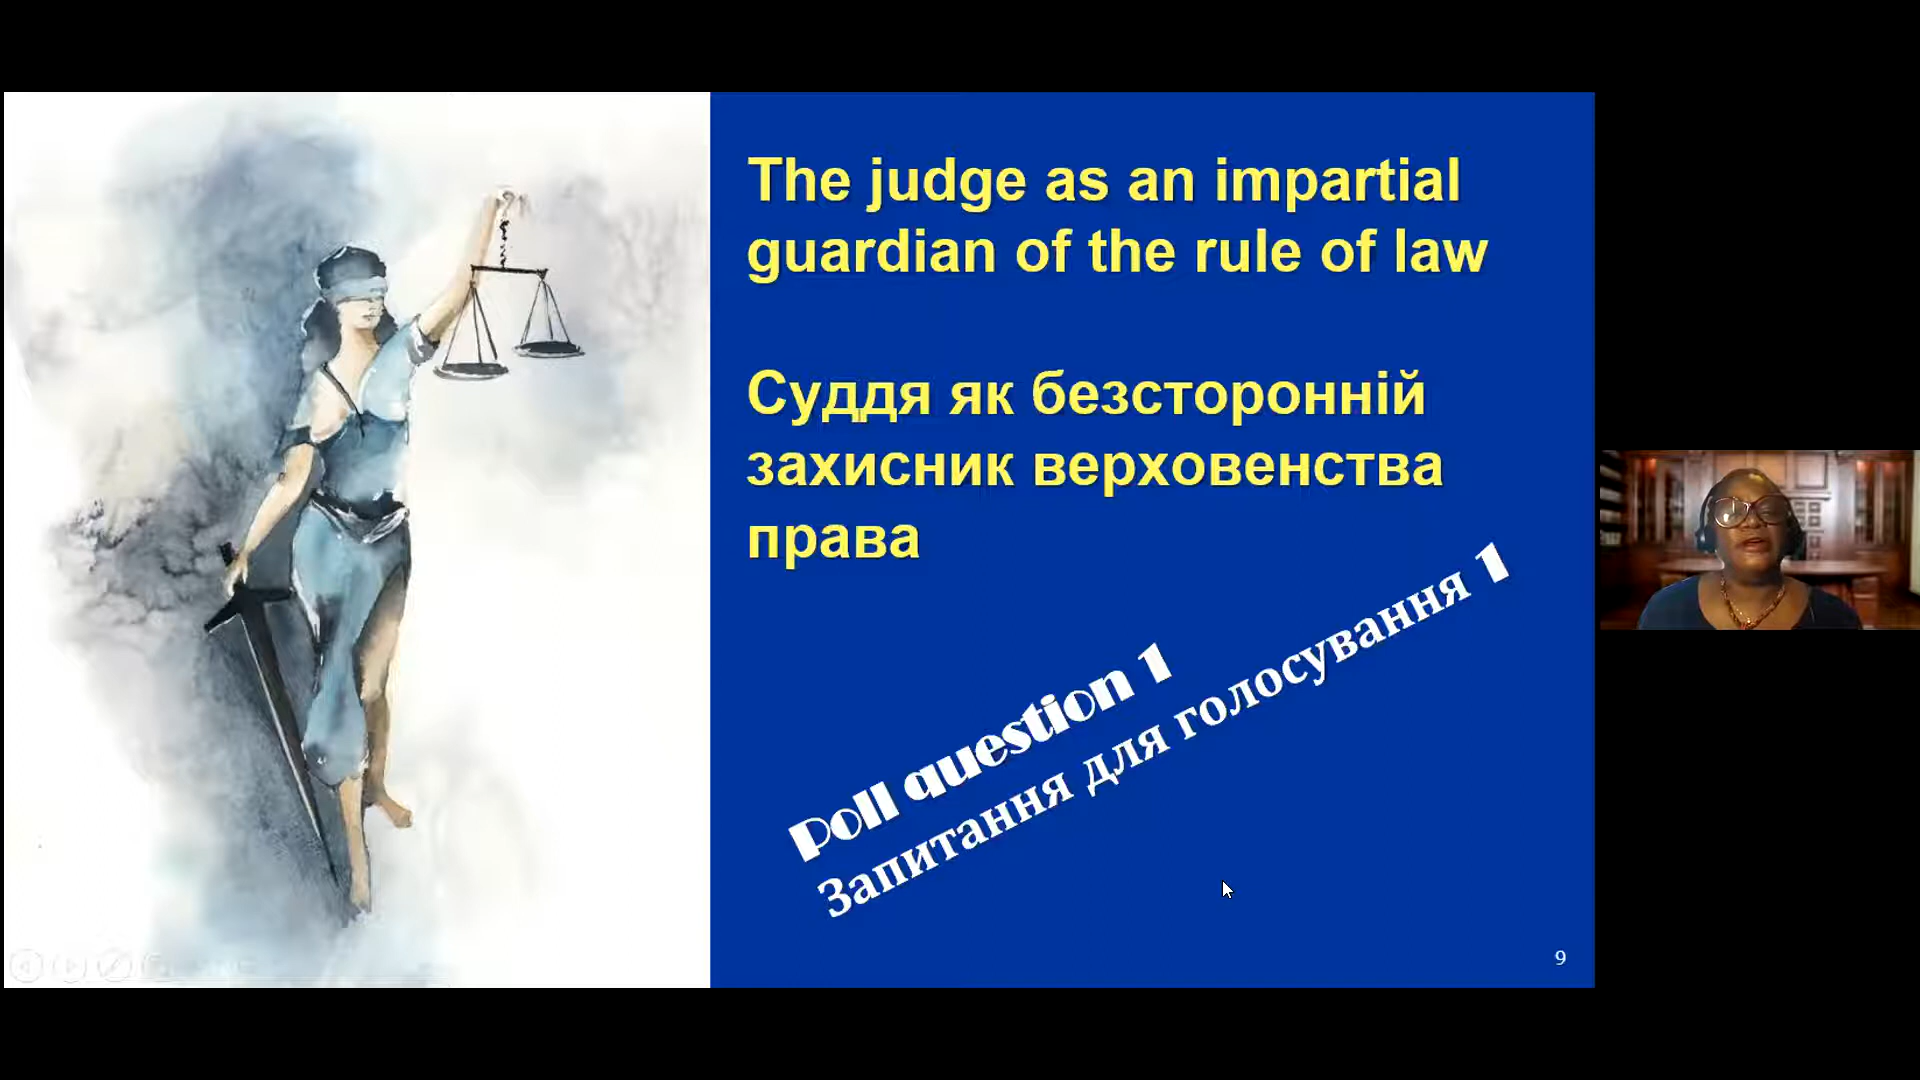 The judge as an impartial
guardian of the rule of law
Суддя як безсторонній
захисник верховенства
права
Poll question 1
Запитання для голосування 1
9